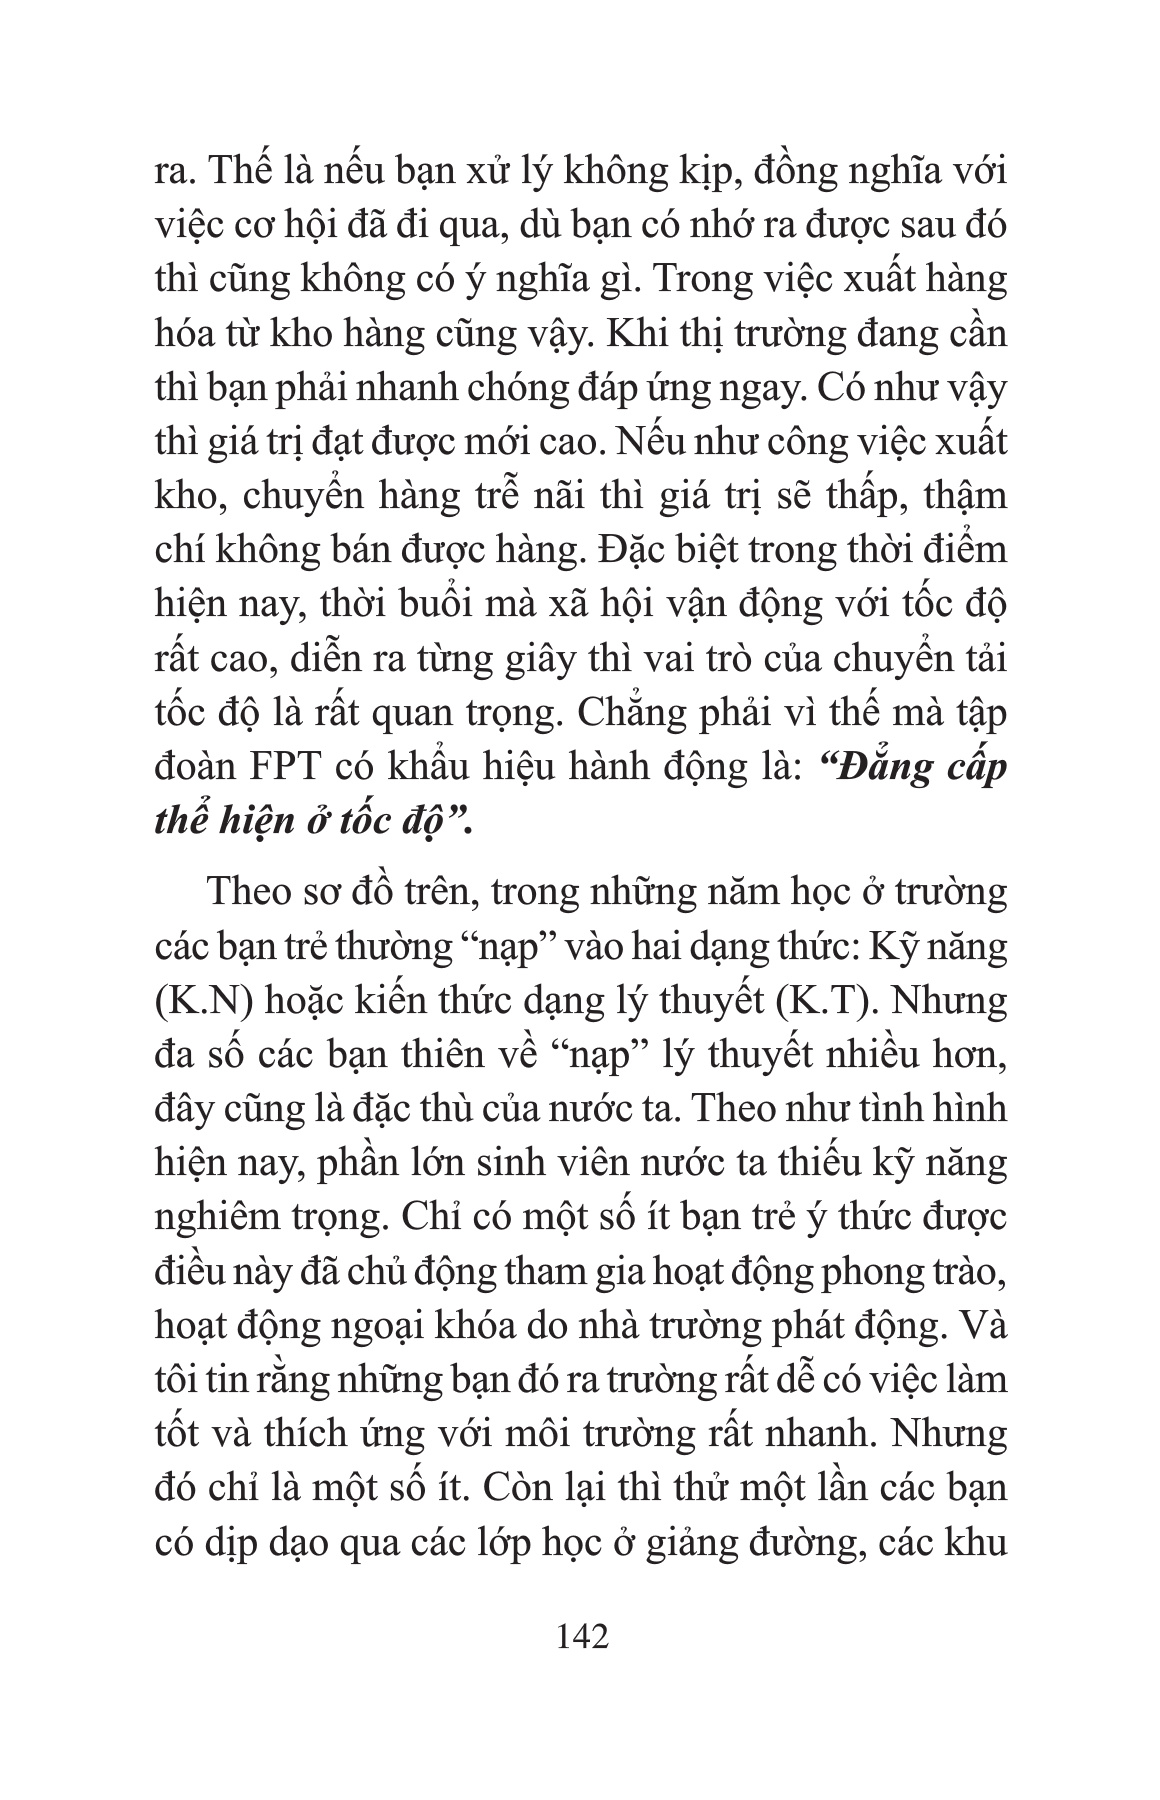 ra. Thế là nếu bạn xử lý không kịp, đồng nghĩa với
việc cơ hội đã đi qua, dù bạn có nhớ ra được sau đó
thì cũng không có ý nghĩa gì. Trong việc xuất hàng
hóa từ kho hàng cũng vậy. Khi thị trường đang cần
thì bạn phải nhanh chóng đáp ứng ngay. Có như vậy
thì giá trị đạt được mới cao. Nếu như công việc xuất
kho, chuyển hàng trễ nãi thì giá trị sẽ thấp, thậm
chí không bán được hàng. Đặc biệt trong thời điểm
hiện nay, thời buổi mà xã hội vận động với tốc độ
rất cao, diễn ra từng giây thì vai trò của chuyển tải
tốc độ là rất quan trọng. Chẳng phải vì thế mà tập
đoàn FPT có khẩu hiệu hành động là: “Đẳng cấp
thể hiện ở tốc độ”.
Theo sơ đồ trên, trong những năm học ở trường
các bạn trẻ thường “nạp” vào hai dạng thức: Kỹ năng
(K.N) hoặc kiến thức dạng lý thuyết (K.T). Nhưng
đa số các bạn thiên về “nạp” lý thuyết nhiều hơn,
đây cũng là đặc thù của nước ta. Theo như tình hình
hiện nay, phần lớn sinh viên nước ta thiếu kỹ năng
nghiêm trọng. Chỉ có một số ít bạn trẻ ý thức được
điều này đã chủ động tham gia hoạt động phong trào,
hoạt động ngoại khóa do nhà trường phát động. Và
tôi tin rằng những bạn đó ra trường rất dễ có việc làm
tốt và thích ứng với môi trường rất nhanh. Nhưng
đó chỉ là một số ít. Còn lại thì thử một lần các bạn
có dịp dạo qua các lớp học ở giảng đường, các khu
142